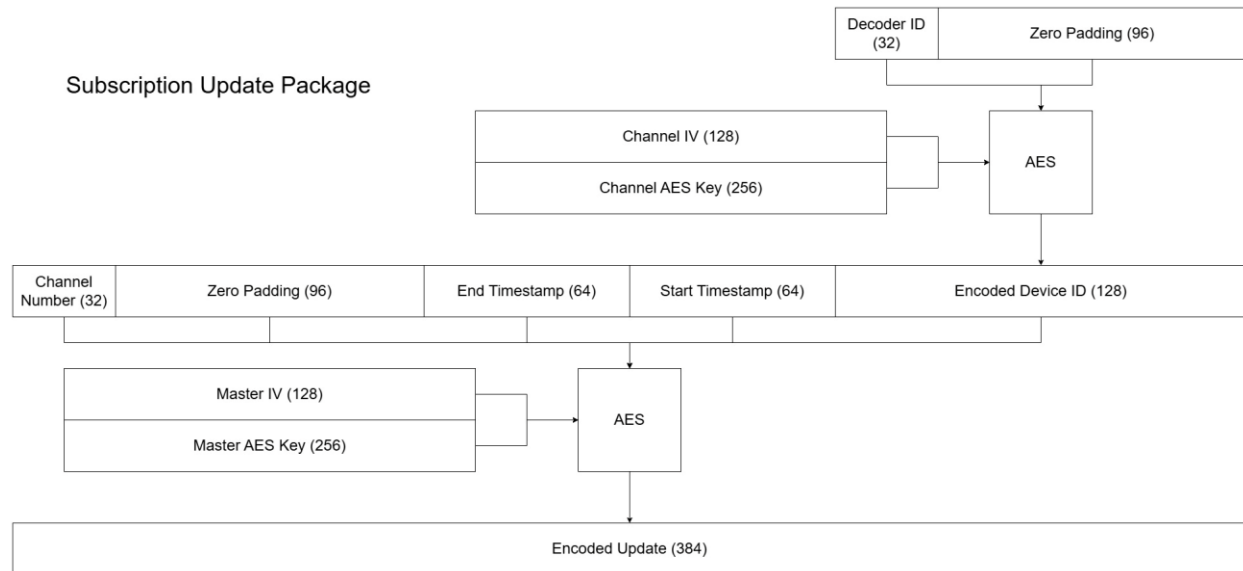 Decoder ID
(32)
Zero Padding (96)
Subscription Update Package
Channel IV (128)
AES
Channel AES Key (256)
Channel
Number (32)
Zero Padding (96)
End Timestamp (64)
Start Timestamp (64)
Encoded Device ID (128)
Master IV (128)
AES
Master AES Key (256)
Encoded Update (384)